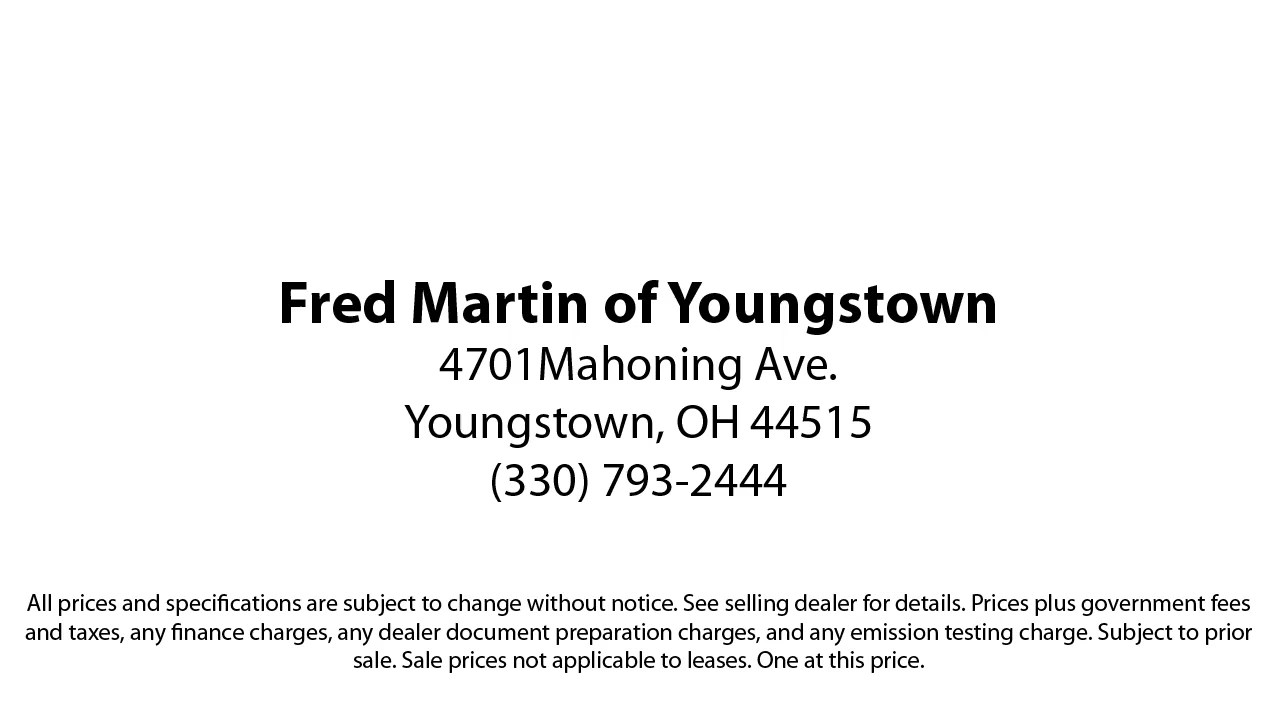 Fred Martin of Youngstown
4701Mahoning Ave.
Youngstown, OH 44515
(330) 793-2444
All prices and specifications are subject to change without notice. See selling dealer for details. Prices plus government fees
and taxes, any finance charges, any dealer document preparation charges, and any emission testing charge. Subject to prior
sale. Sale prices not applicable to leases. One at this price.